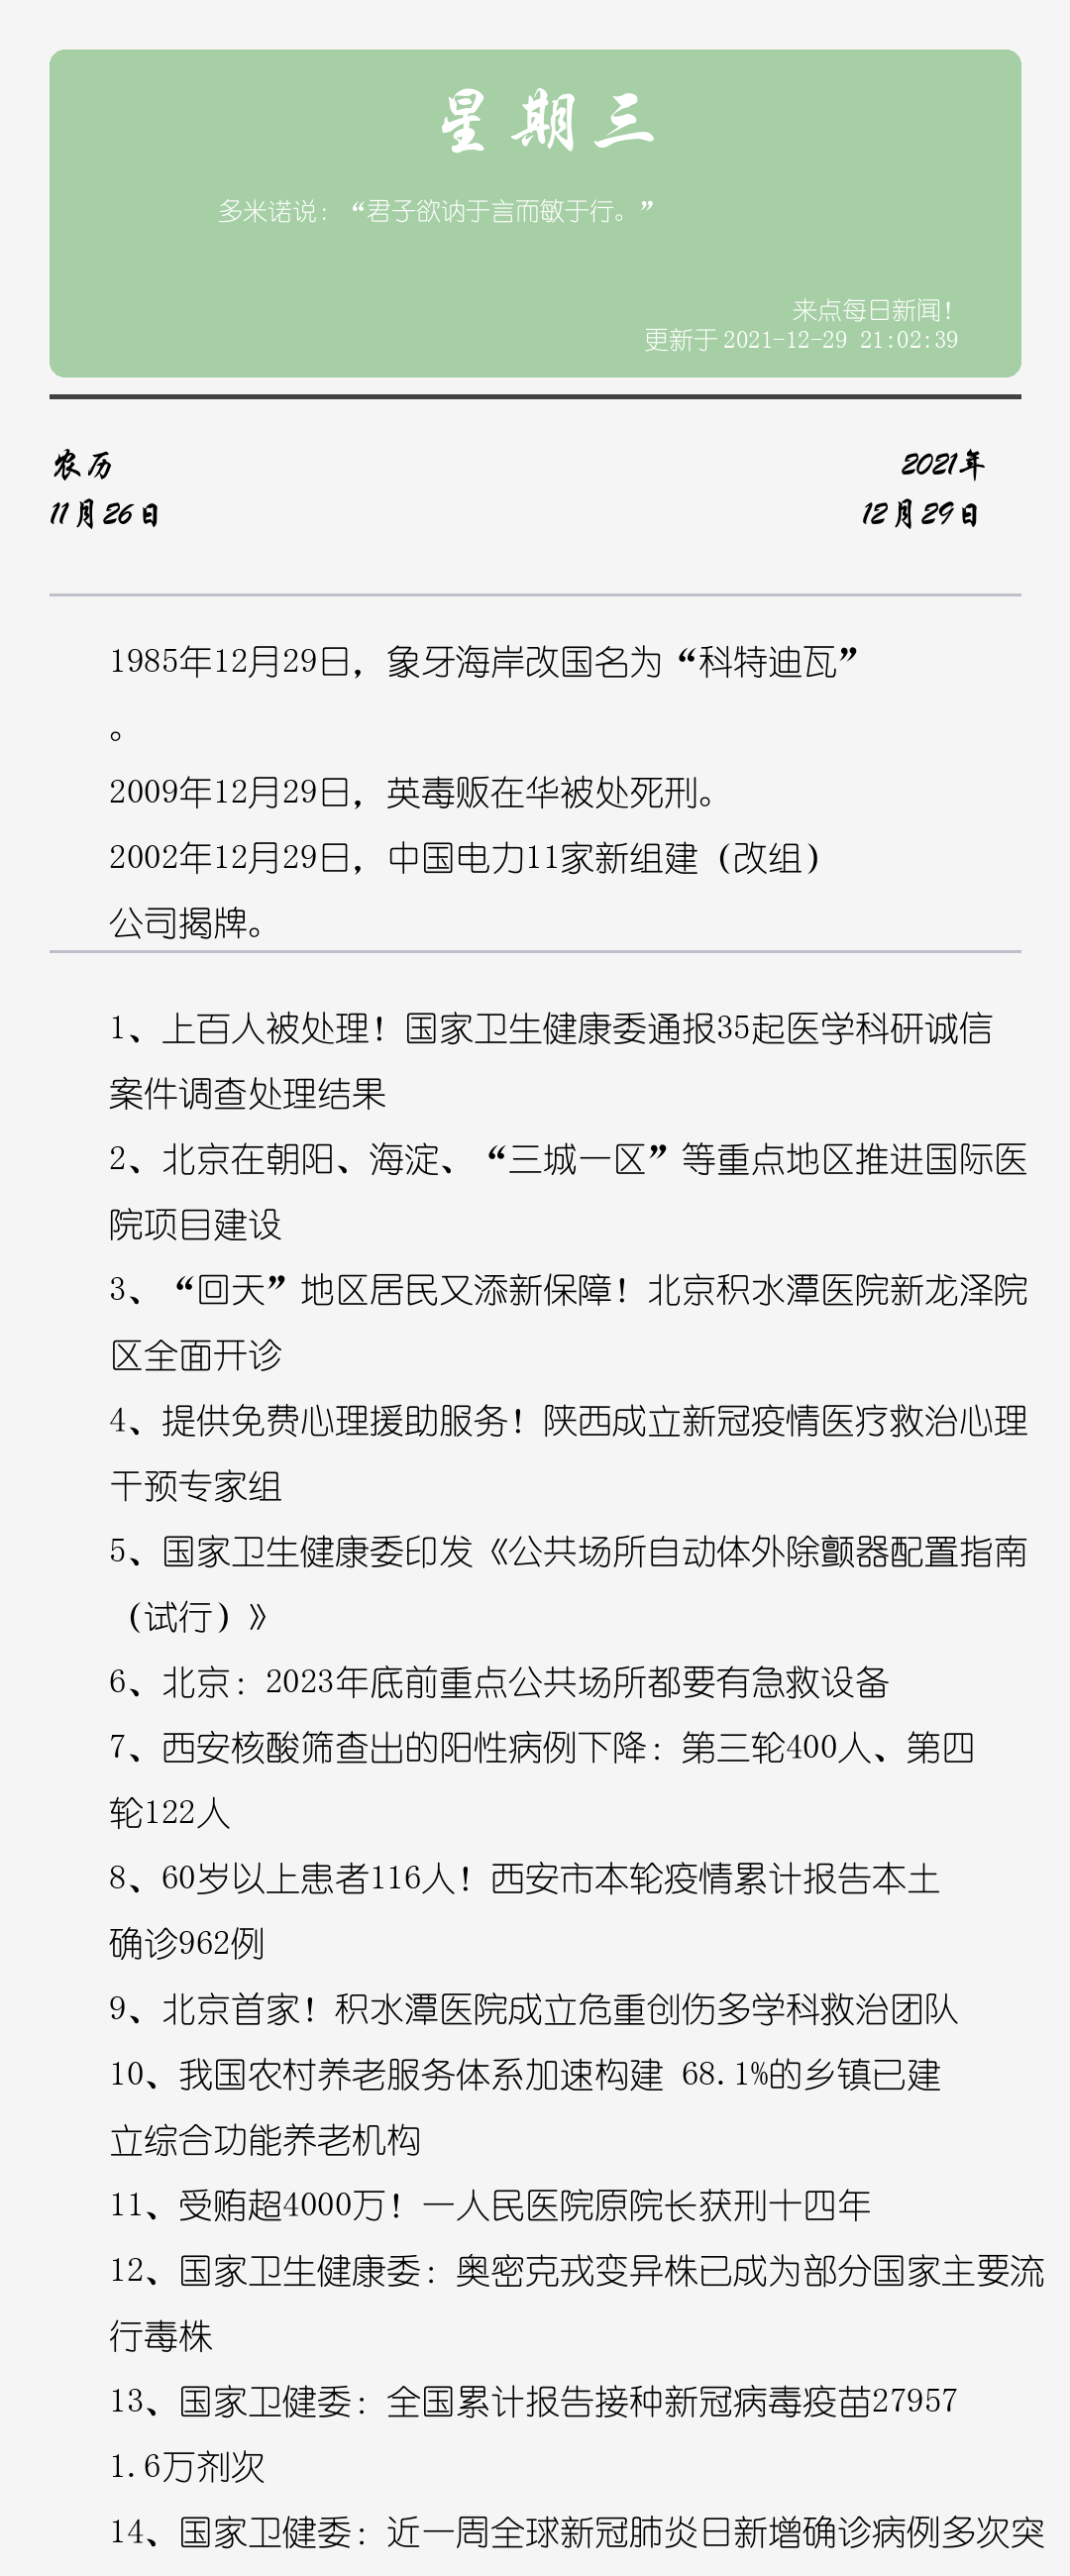 星期三
多米诺说：“君子欲讷于言而敏于行。”
来点每日新闻！
更新于 2021-12-29 21:02:39
农历
2021年
11月26日
12月29日
1985年12月29日，象牙海岸改国名为“科特迪瓦”
。
2009年12月29日，英毒贩在华被处死刑。
2002年12月29日，中国电力11家新组建（改组）
公司揭牌。
1、上百人被处理！国家卫生健康委通报35起医学科研诚信
案件调查处理结果
2、北京在朝阳、海淀、“三城一区”等重点地区推进国际医
院项目建设
3、“回天”地区居民又添新保障！北京积水潭医院新龙泽院
区全面开诊
4、提供免费心理援助服务！陕西成立新冠疫情医疗救治心理
干预专家组
5、国家卫生健康委印发《公共场所自动体外除颤器配置指南
（试行）》
6、北京：2023年底前重点公共场所都要有急救设备
7、西安核酸筛查出的阳性病例下降：第三轮400人、第四
轮122人
8、60岁以上患者116人！西安市本轮疫情累计报告本土
确诊962例
9、北京首家！积水潭医院成立危重创伤多学科救治团队
10、我国农村养老服务体系加速构建 68.1%的乡镇已建
立综合功能养老机构
11、受贿超4000万！一人民医院原院长获刑十四年
12、国家卫生健康委：奥密克戎变异株已成为部分国家主要流
行毒株
13、国家卫健委：全国累计报告接种新冠病毒疫苗27957
1.6万剂次
14、国家卫健委：近一周全球新冠肺炎日新增确诊病例多次突